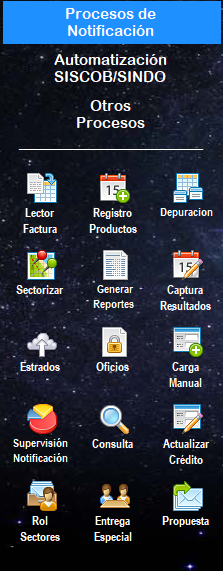 Procesos de
Notificación
Automatización
SISCOB/SINDO
Otros
Procesos
Lector
Factura
Registro
Productos
Depuracion
Sectorizar
Generar
Reportes
Captura
Resultados
Estrados
Oficios
Carga
Manual
Supervisión
Notificación
Consulta
Actualizar
Crédito
Rol
Sectores
Entrega
Especial
Propuesta